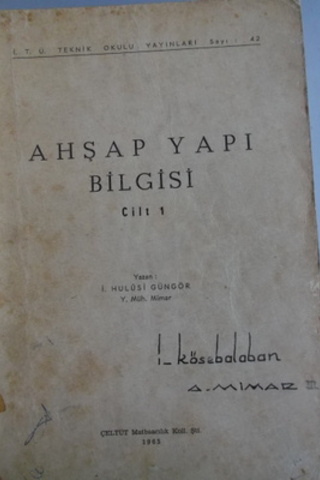 İ. T. Ü. TEKNİK OKULU YAYINLARI Sayı : 42
AHŞAP YAPI
BİLGİSİ
Cilt 1
Yazan :
İ. HULÛSİ GÜNGÖR
Y. Müh. Mimar
İ_ kösebalaban
A-MİMAR
ÇELTÜT Matbaacılık Koll. Şti.
1963